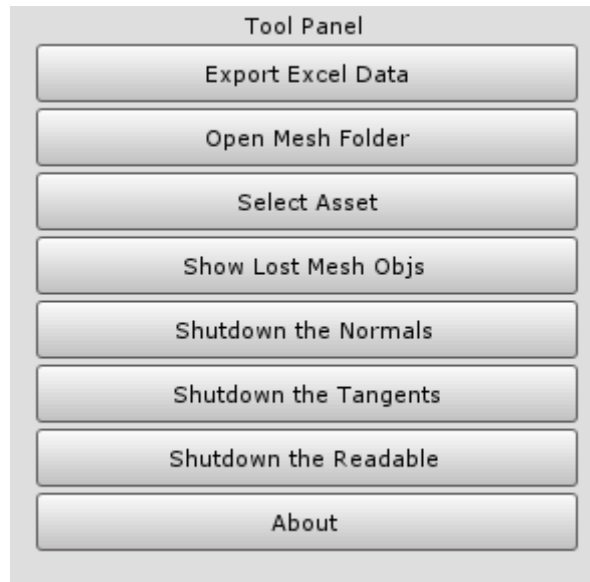 Tool Panel
Export Excel Data
Open Mesh Folder
Select Asset
Show Lost Mesh Objs
Shutdown the Normals
Shutdown the Tangents
Shutdown the Readable
About